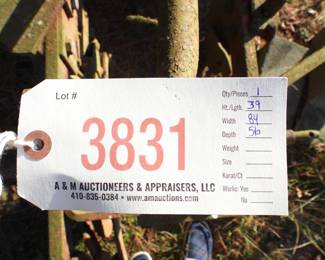 Lot #
3831
A & M AUCTIONEERS & APPRAISERS, LLC
410-835-0384 • www.amauctions.com
Qty/Pieces 1
Ht./Lgth. 39
Width 84
Depth 56
Weight
Size
Karat/Ct
Works: Yes
No